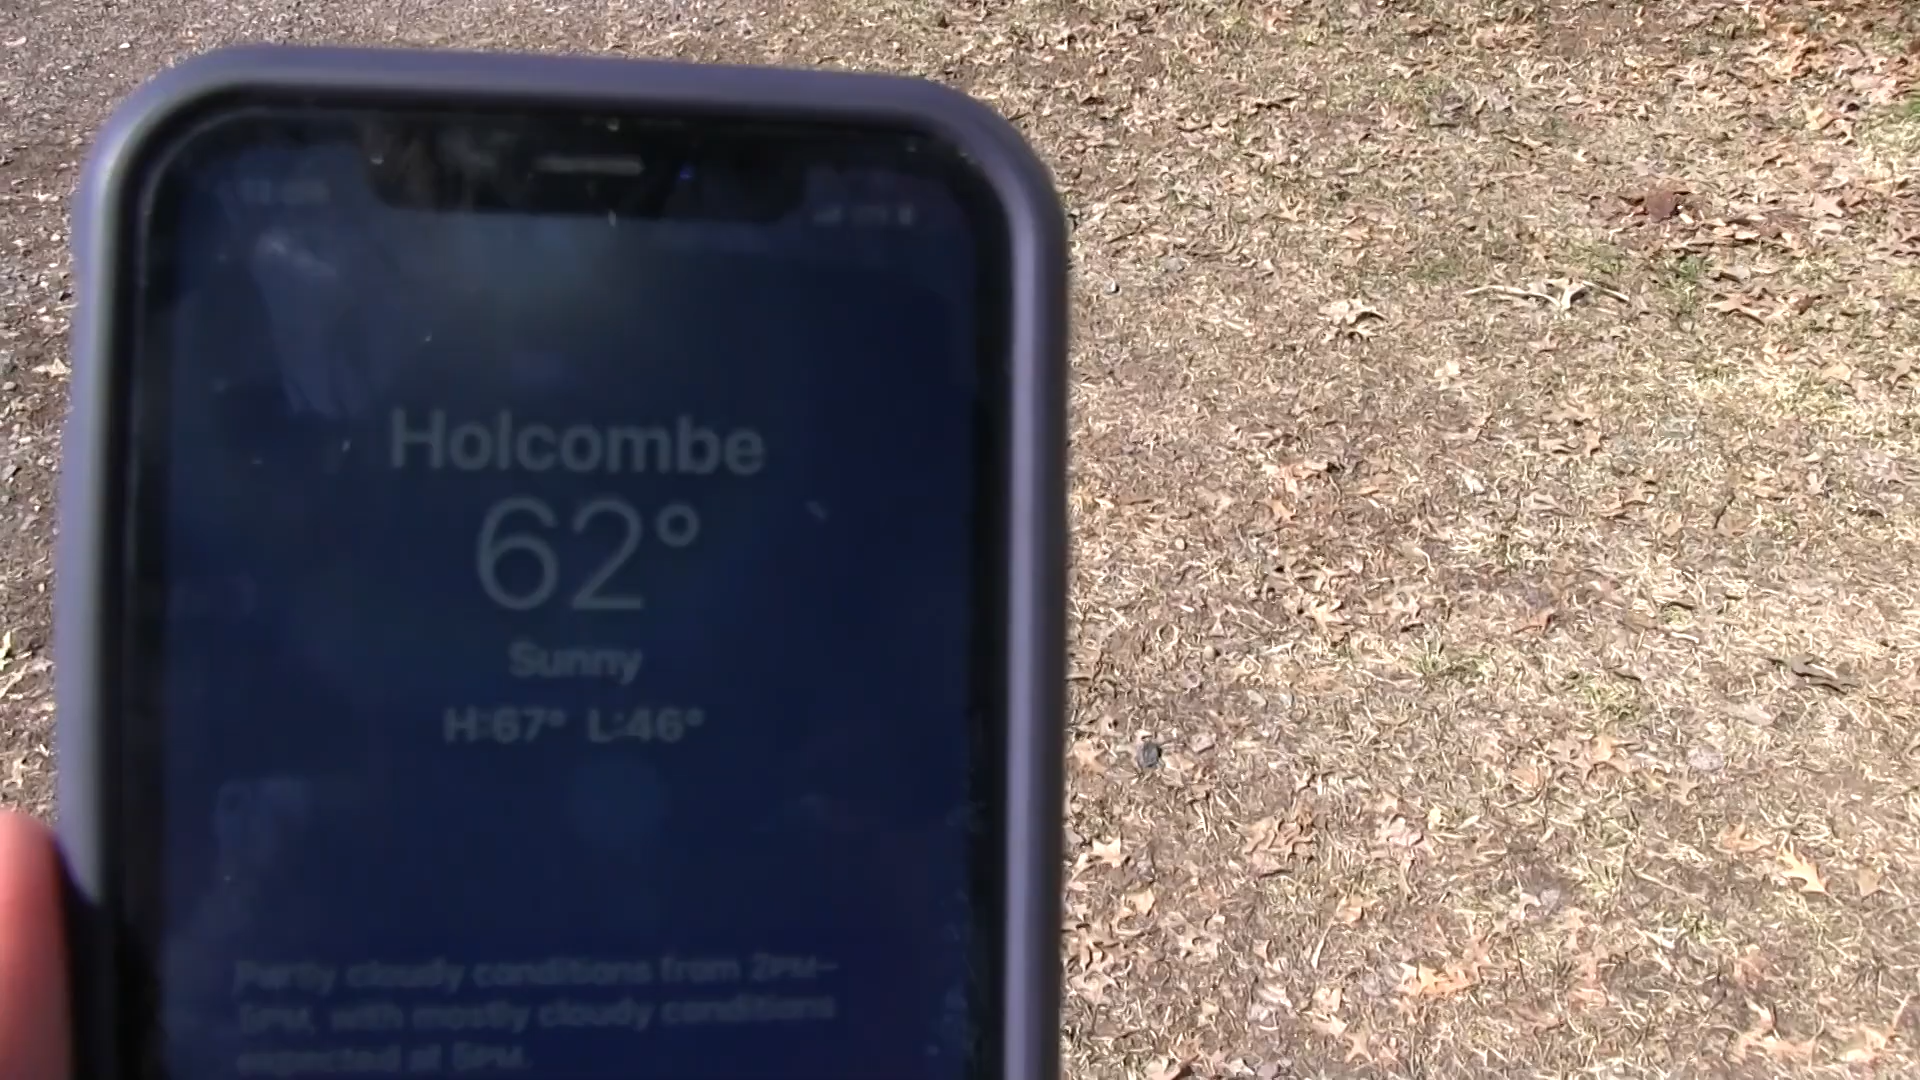 Holcombe
62°
Sunny
H:67° L:46°
Partly cloudy conditions from 2PM–
5PM, with mostly cloudy conditions
expected at 5PM.